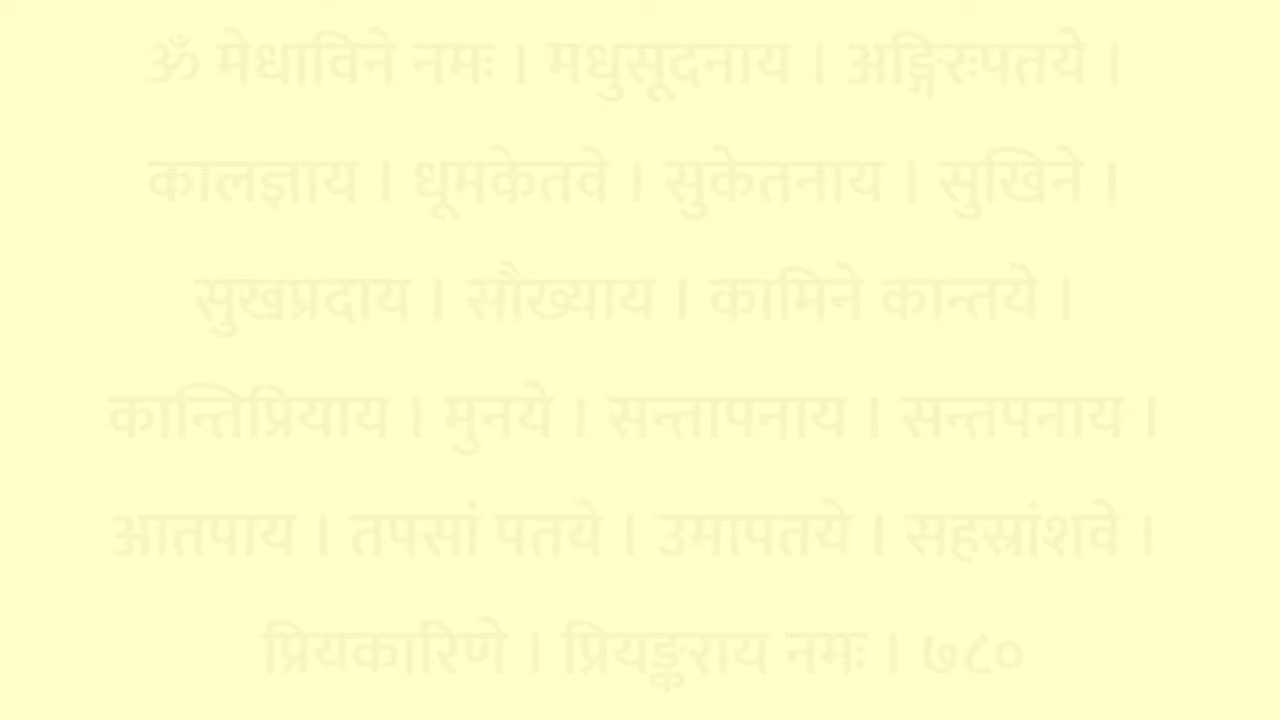 ॐ मेधाविने नमः । मधुसूदनाय । अङ्गिरःपतये ।
कालज्ञाय । धूमकेतवे । सुकेतनाय । सुखिने ।
सुखप्रदाय । सौख्याय । कामिने कान्तये ।
कान्तिप्रियाय । मुनये । सन्तापनाय । सन्तपनाय ।
आतपाय । तपसां पतये । उमापतये । सहस्रांशवे ।
प्रियकारिणे । प्रियङ्कराय नमः । ७८०